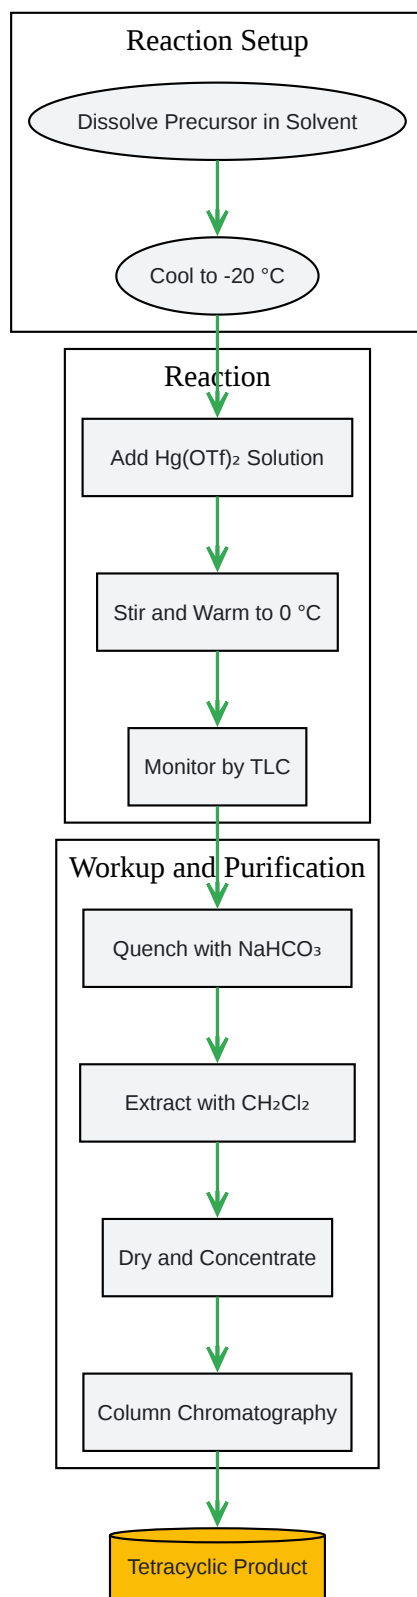 Reaction Setup
Dissolve Precursor in Solvent
Cool to -20 °C
Reaction
Add Hg(OTf)₂ Solution
Stir and Warm to 0 °C
Monitor by TLC
Workup and Purification
Quench with NaHCO₃
Extract with CH₂Cl₂
Dry and Concentrate
Column Chromatography
Tetracyclic Product